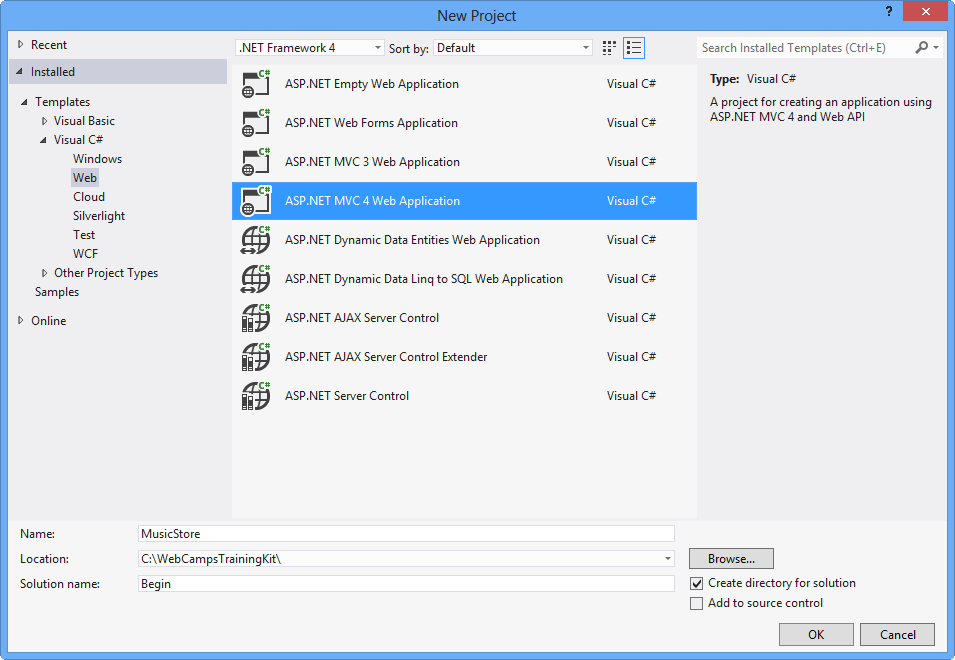 New Project
?
Recent
Installed
Templates
Visual Basic
Visual C#
Windows
Web
Cloud
Silverlight
Test
WCF
Other Project Types
Samples
Online
.NET Framework 4 Sort by: Default
C# ASP.NET Empty Web Application Visual C#
C# ASP.NET Web Forms Application Visual C#
C# ASP.NET MVC 3 Web Application Visual C#
C# ASP.NET MVC 4 Web Application Visual C#
C# ASP.NET Dynamic Data Entities Web Application Visual C#
C# ASP.NET Dynamic Data Linq to SQL Web Application Visual C#
C# ASP.NET AJAX Server Control Visual C#
C# ASP.NET AJAX Server Control Extender Visual C#
C# ASP.NET Server Control Visual C#
Search Installed Templates (Ctrl+E)
Type: Visual C#
A project for creating an application using
ASP.NET MVC 4 and Web API
Name: MusicStore
Location: C:\WebCampsTrainingKit\ Browse...
Solution name: Begin
Create directory for solution
Add to source control
OK Cancel